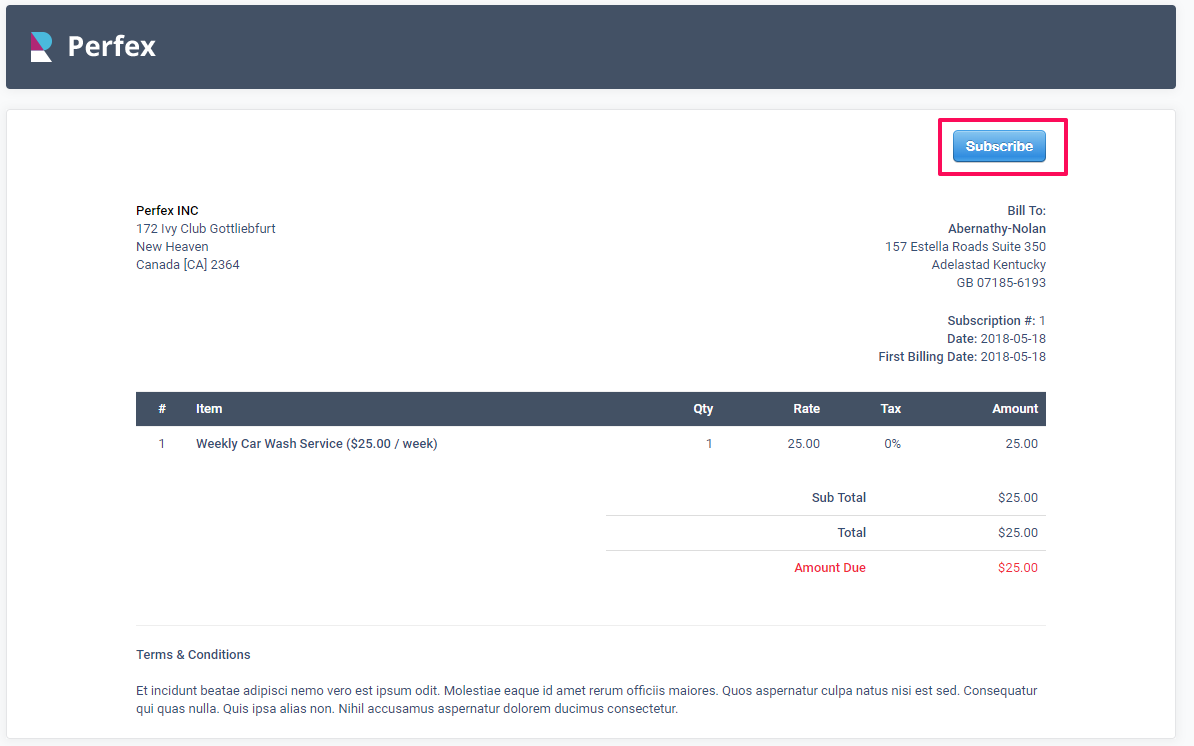 Perfex
Subscribe
Perfex INC
172 Ivy Club Gottliebfurt
New Heaven
Canada [CA] 2364
Bill To:
Abernathy-Nolan
157 Estella Roads Suite 350
Adelastad Kentucky
GB 07185-6193
Subscription #: 1
Date: 2018-05-18
First Billing Date: 2018-05-18
# Item Qty Rate Tax Amount
1 Weekly Car Wash Service ($25.00 / week) 1 25.00 0% 25.00
Sub Total $25.00
Total $25.00
Amount Due $25.00
Terms & Conditions
Et incidunt beatae adipisci nemo vero est ipsum odit. Molestiae eaque id amet rerum officiis maiores. Quos aspernatur culpa natus nisi est sed. Consequatur
qui quas nulla. Quis ipsa alias non. Nihil accusamus aspernatur dolorem ducimus consectetur.